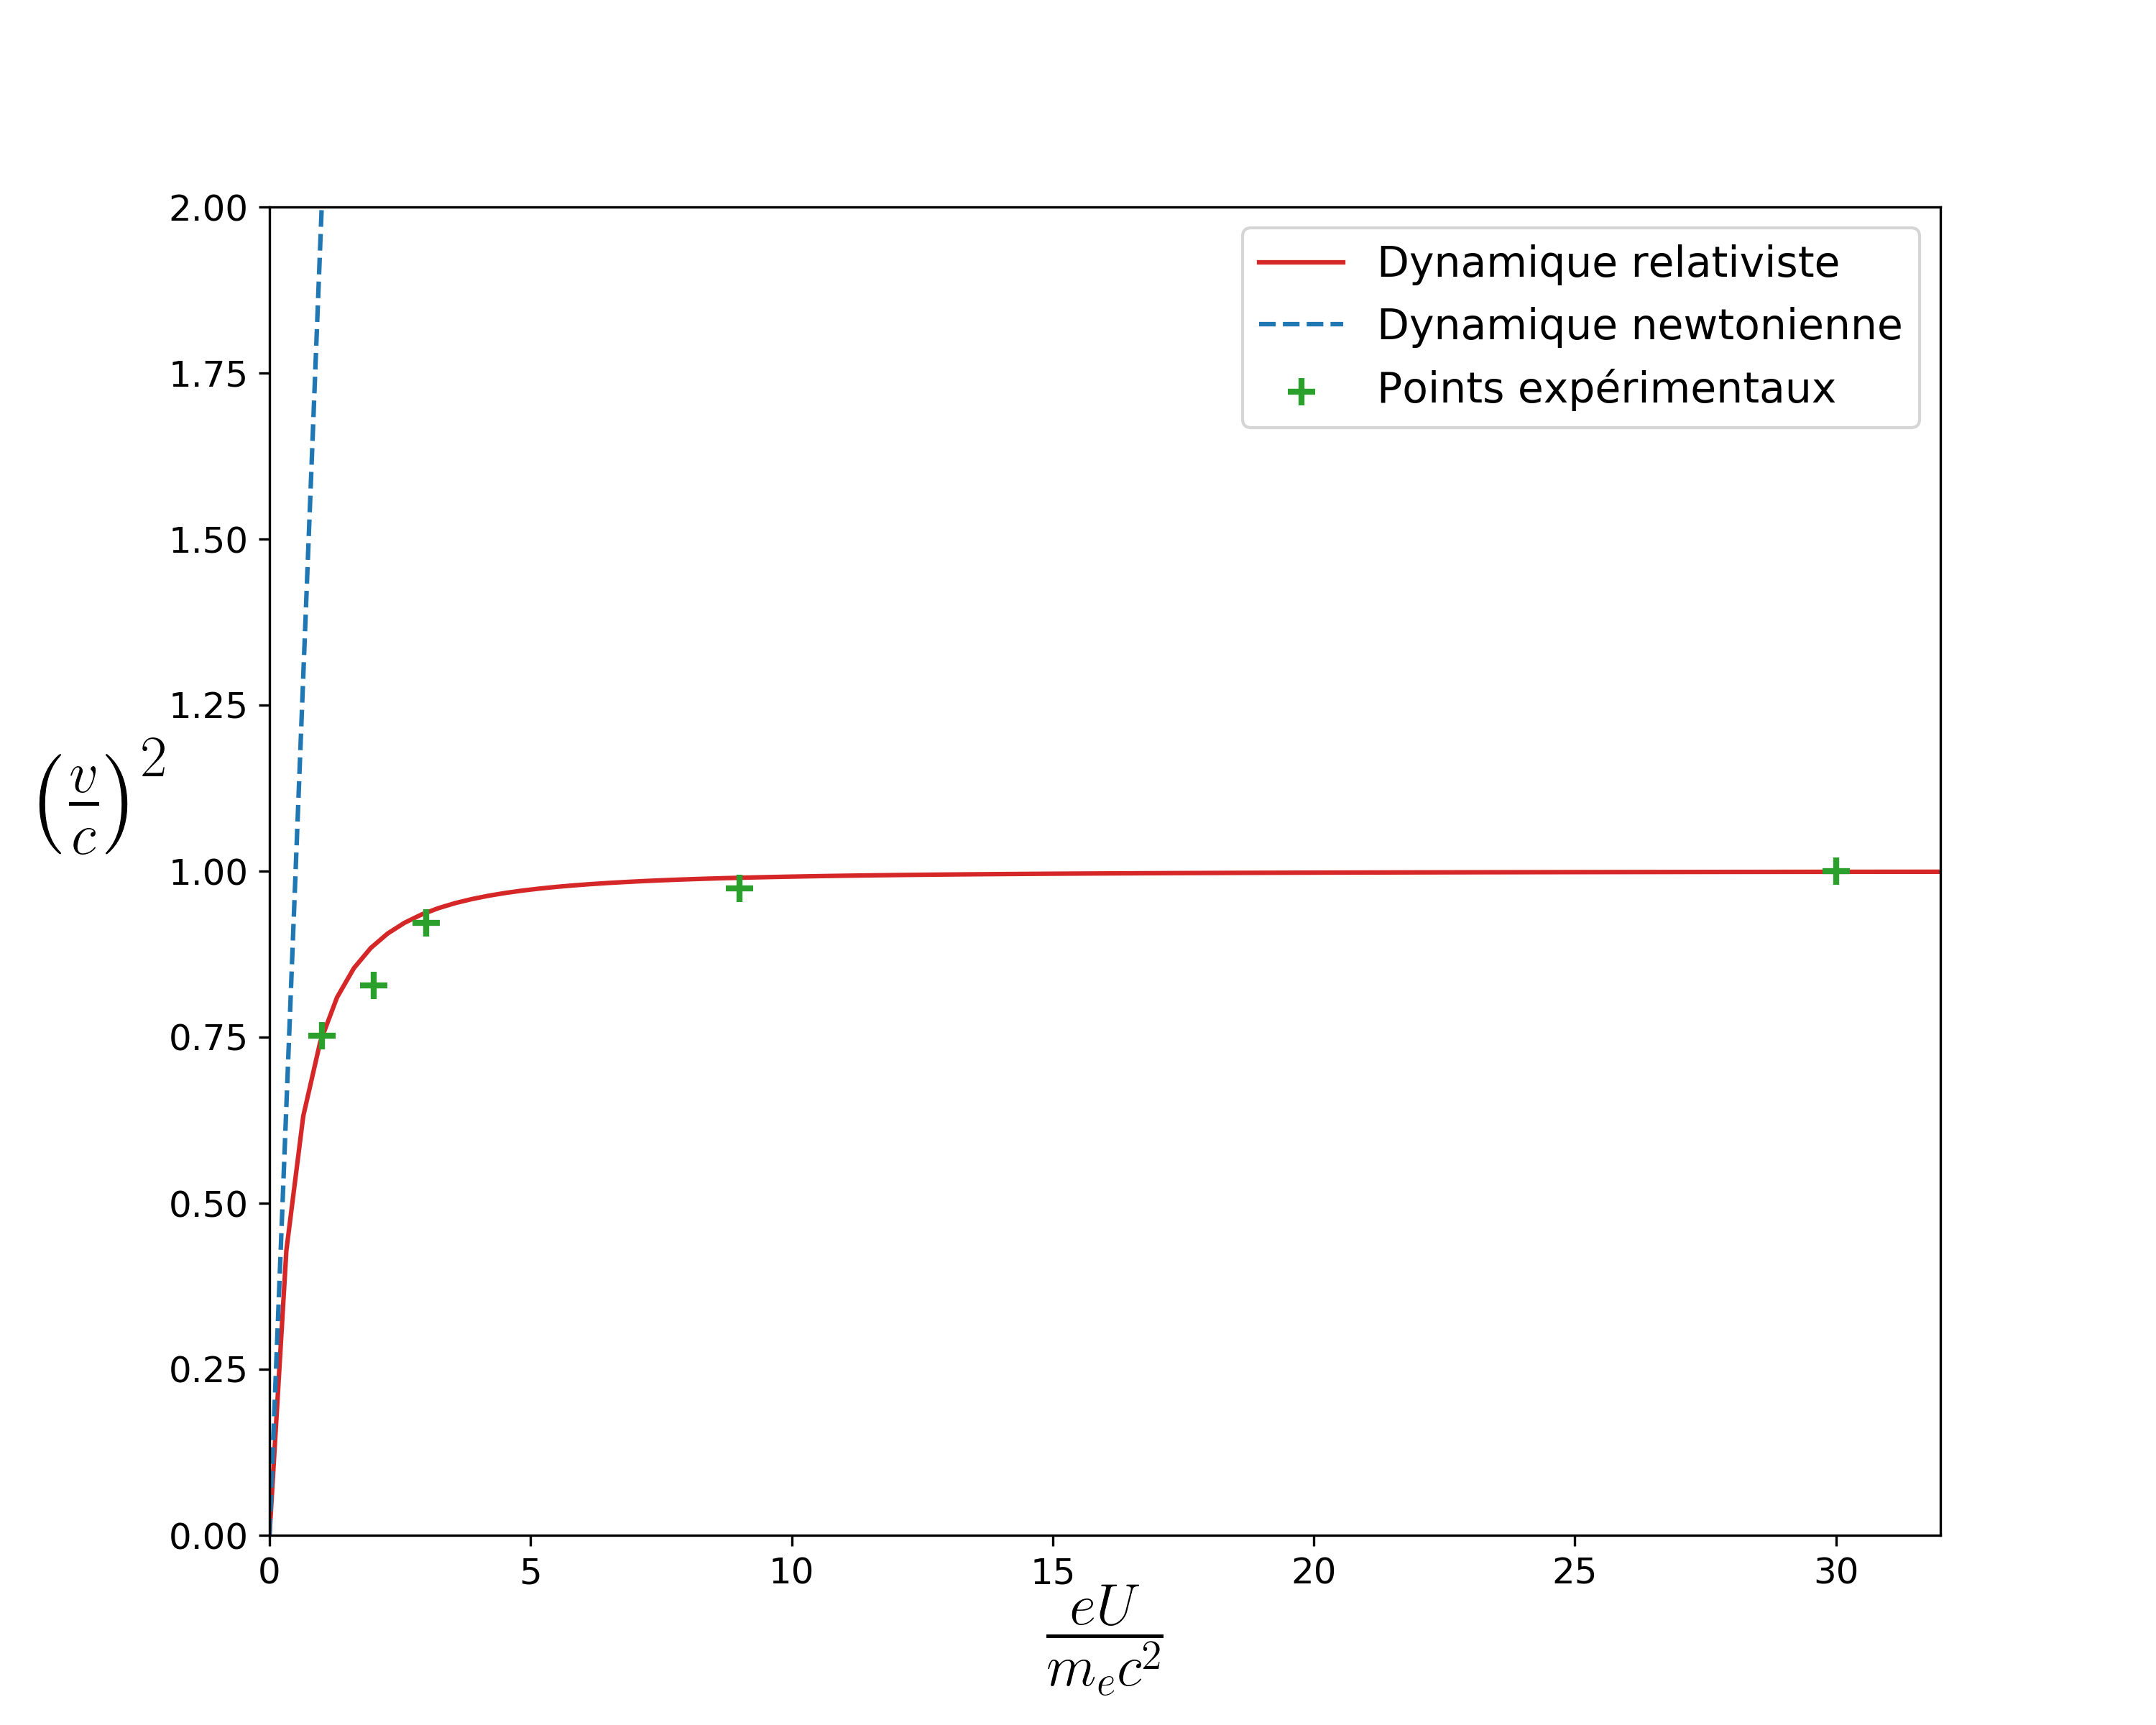 2.00
1.75
1.50
1.25
1.00
0.75
0.50
0.25
0.00
(v/c)^2
0 5 10 15 20 25 30
eU/m_e c^2
Dynamique relativiste
Dynamique newtonienne
Points expérimentaux